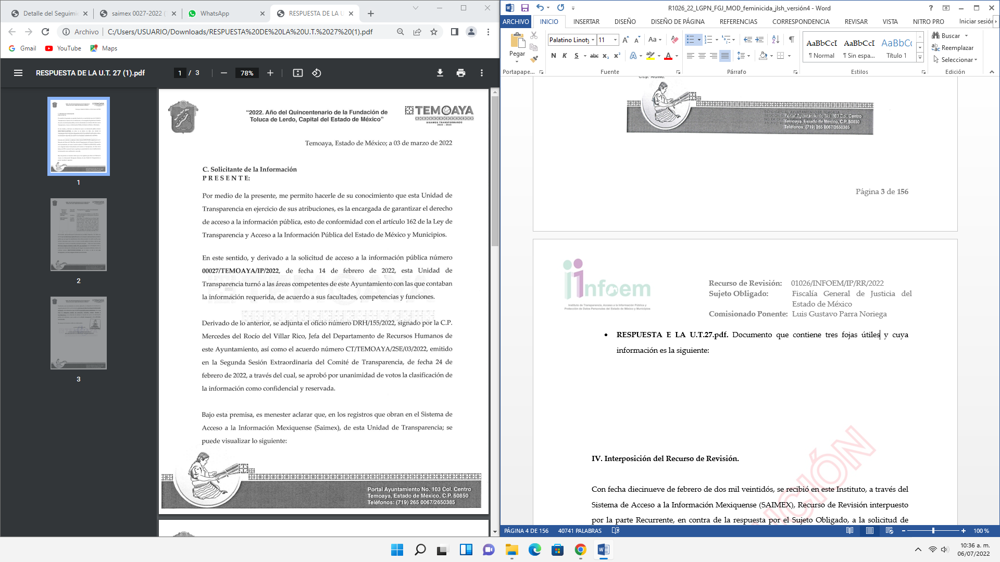 Detalle del Seguimi
saimex 0027-2022 (
WhatsApp
RESPUESTA DE LA U
Archivo
C:/Users/USUARIO/Downloads/RESPUESTA%20DE%20LA%20U.T.%2027%20(1).pdf
Gmail
YouTube
Maps
RESPUESTA DE LA U.T. 27 (1).pdf
1 / 3
78%
1
2
3
"2022. Año del Quincentenario de la Fundación de
Toluca de Lerdo, Capital del Estado de México"
TEMOAYA
SIGAMOS TRANSFORMANDO
2022 - 2024
Temoaya, Estado de México; a 03 de marzo de 2022
C. Solicitante de la Información
P R E S E N T E:
Por medio de la presente, me permito hacerle de su conocimiento que esta Unidad de
Transparencia en ejercicio de sus atribuciones, es la encargada de garantizar el derecho
de acceso a la información pública, esto de conformidad con el artículo 162 de la Ley de
Transparencia y Acceso a la Información Pública del Estado de México y Municipios.
En este sentido, y derivado a la solicitud de acceso a la información pública número
00027/TEMOAYA/IP/2022, de fecha 14 de febrero de 2022, esta Unidad de
Transparencia turnó a las áreas competentes de este Ayuntamiento con las que contaban
la información requerida, de acuerdo a sus facultades, competencias y funciones.
Derivado de lo anterior, se adjunta el oficio número DRH/155/2022, signado por la C.P.
Mercedes del Rocío del Villar Rico, Jefa del Departamento de Recursos Humanos de
este Ayuntamiento, así como el acuerdo número CT/TEMOAYA/2SE/03/2022, emitido
en la Segunda Sesión Extraordinaria del Comité de Transparencia, de fecha 24 de
febrero de 2022, a través del cual, se aprobó por unanimidad de votos la clasificación de
la información como confidencial y reservada.
Bajo esta premisa, es menester aclarar que, en los registros que obran en el Sistema de
Acceso a la Información Mexiquense (Saimex), de esta Unidad de Transparencia; se
puede visualizar lo siguiente:
Portal Ayuntamiento No. 103 Col. Centro
Temoaya, Estado de México, C.P. 50850
Teléfonos: (719) 265 0067/2650385
R1026_22_LGPN_FGJ_MOD_feminicida_jlsh_versión4 - Word
ARCHIVO
INICIO
INSERTAR
DISEÑO
DISEÑO DE PÁGINA
REFERENCIAS
CORRESPONDENCIA
REVISAR
VISTA
NITRO PRO
Iniciar sesión
Pegar
Palatino Linoty
11
N K S abc x₂ x²
Aa
AaBbCcI
¶ Normal
AaBbCcI
¶ Sin espa...
AaBbCc
Título 1
Buscar
Reemplazar
Seleccionar
Portapape...
Fuente
Párrafo
Estilos
Edición
C.c.p. Archivo.
Temoaya, Estado de México, C.P. 50850
Teléfonos: (719) 265 0067/2650385
Página 3 de 156
infoem
Instituto de Transparencia, Acceso a la Información Pública y
Protección de Datos Personales del Estado de México y Municipios
Recurso de Revisión: 01026/INFOEM/IP/RR/2022
Sujeto Obligado: Fiscalía General de Justicia del
Estado de México
Comisionado Ponente: Luis Gustavo Parra Noriega
• RESPUESTA E LA U.T.27.pdf. Documento que contiene tres fojas útiles y cuya
información es la siguiente:
IV. Interposición del Recurso de Revisión.
Con fecha diecinueve de febrero de dos mil veintidós, se recibió en este Instituto, a través del
Sistema de Acceso a la Información Mexiquense (SAIMEX), Recurso de Revisión interpuesto
por la parte Recurrente, en contra de la respuesta por el Sujeto Obligado, a la solicitud de
PÁGINA 4 DE 156
40741 PALABRAS
100 %
10:36 a. m.
06/07/2022